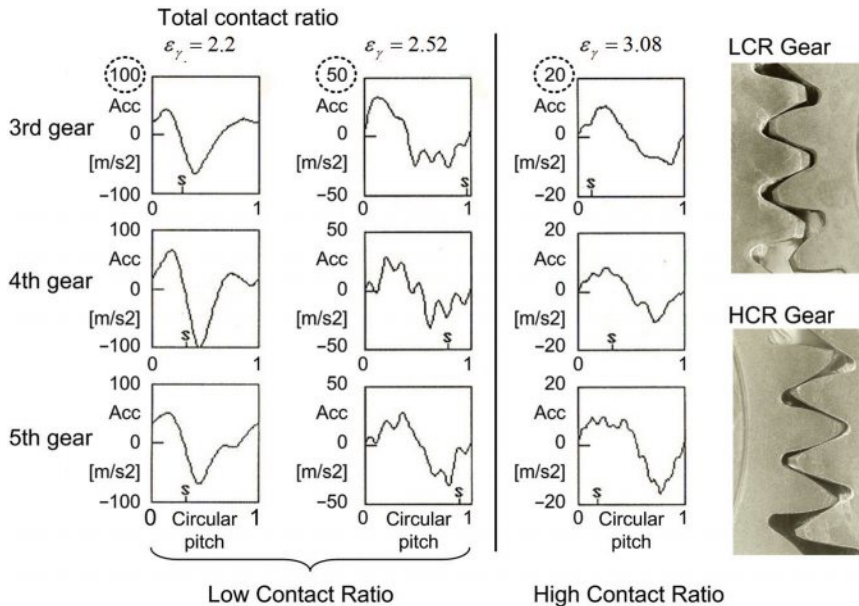 Total contact ratio
εγ. = 2.2
εγ = 2.52
εγ = 3.08
LCR Gear
3rd gear
100
Acc
0
[m/s2]
−100
S
0 1
50
Acc
0
[m/s2]
−50
S
0 1
20
Acc
0
[m/s2]
−20
S
0 1
4th gear
100
Acc
0
[m/s2]
−100
S
0 1
50
Acc
0
[m/s2]
−50
S
0 1
20
Acc
0
[m/s2]
−20
S
0 1
HCR Gear
5th gear
100
Acc
0
[m/s2]
−100
S
0 Circular 1
pitch
50
Acc
0
[m/s2]
−50
S
0 Circular 1
pitch
20
Acc
0
[m/s2]
−20
S
0 Circular 1
pitch
Low Contact Ratio
High Contact Ratio